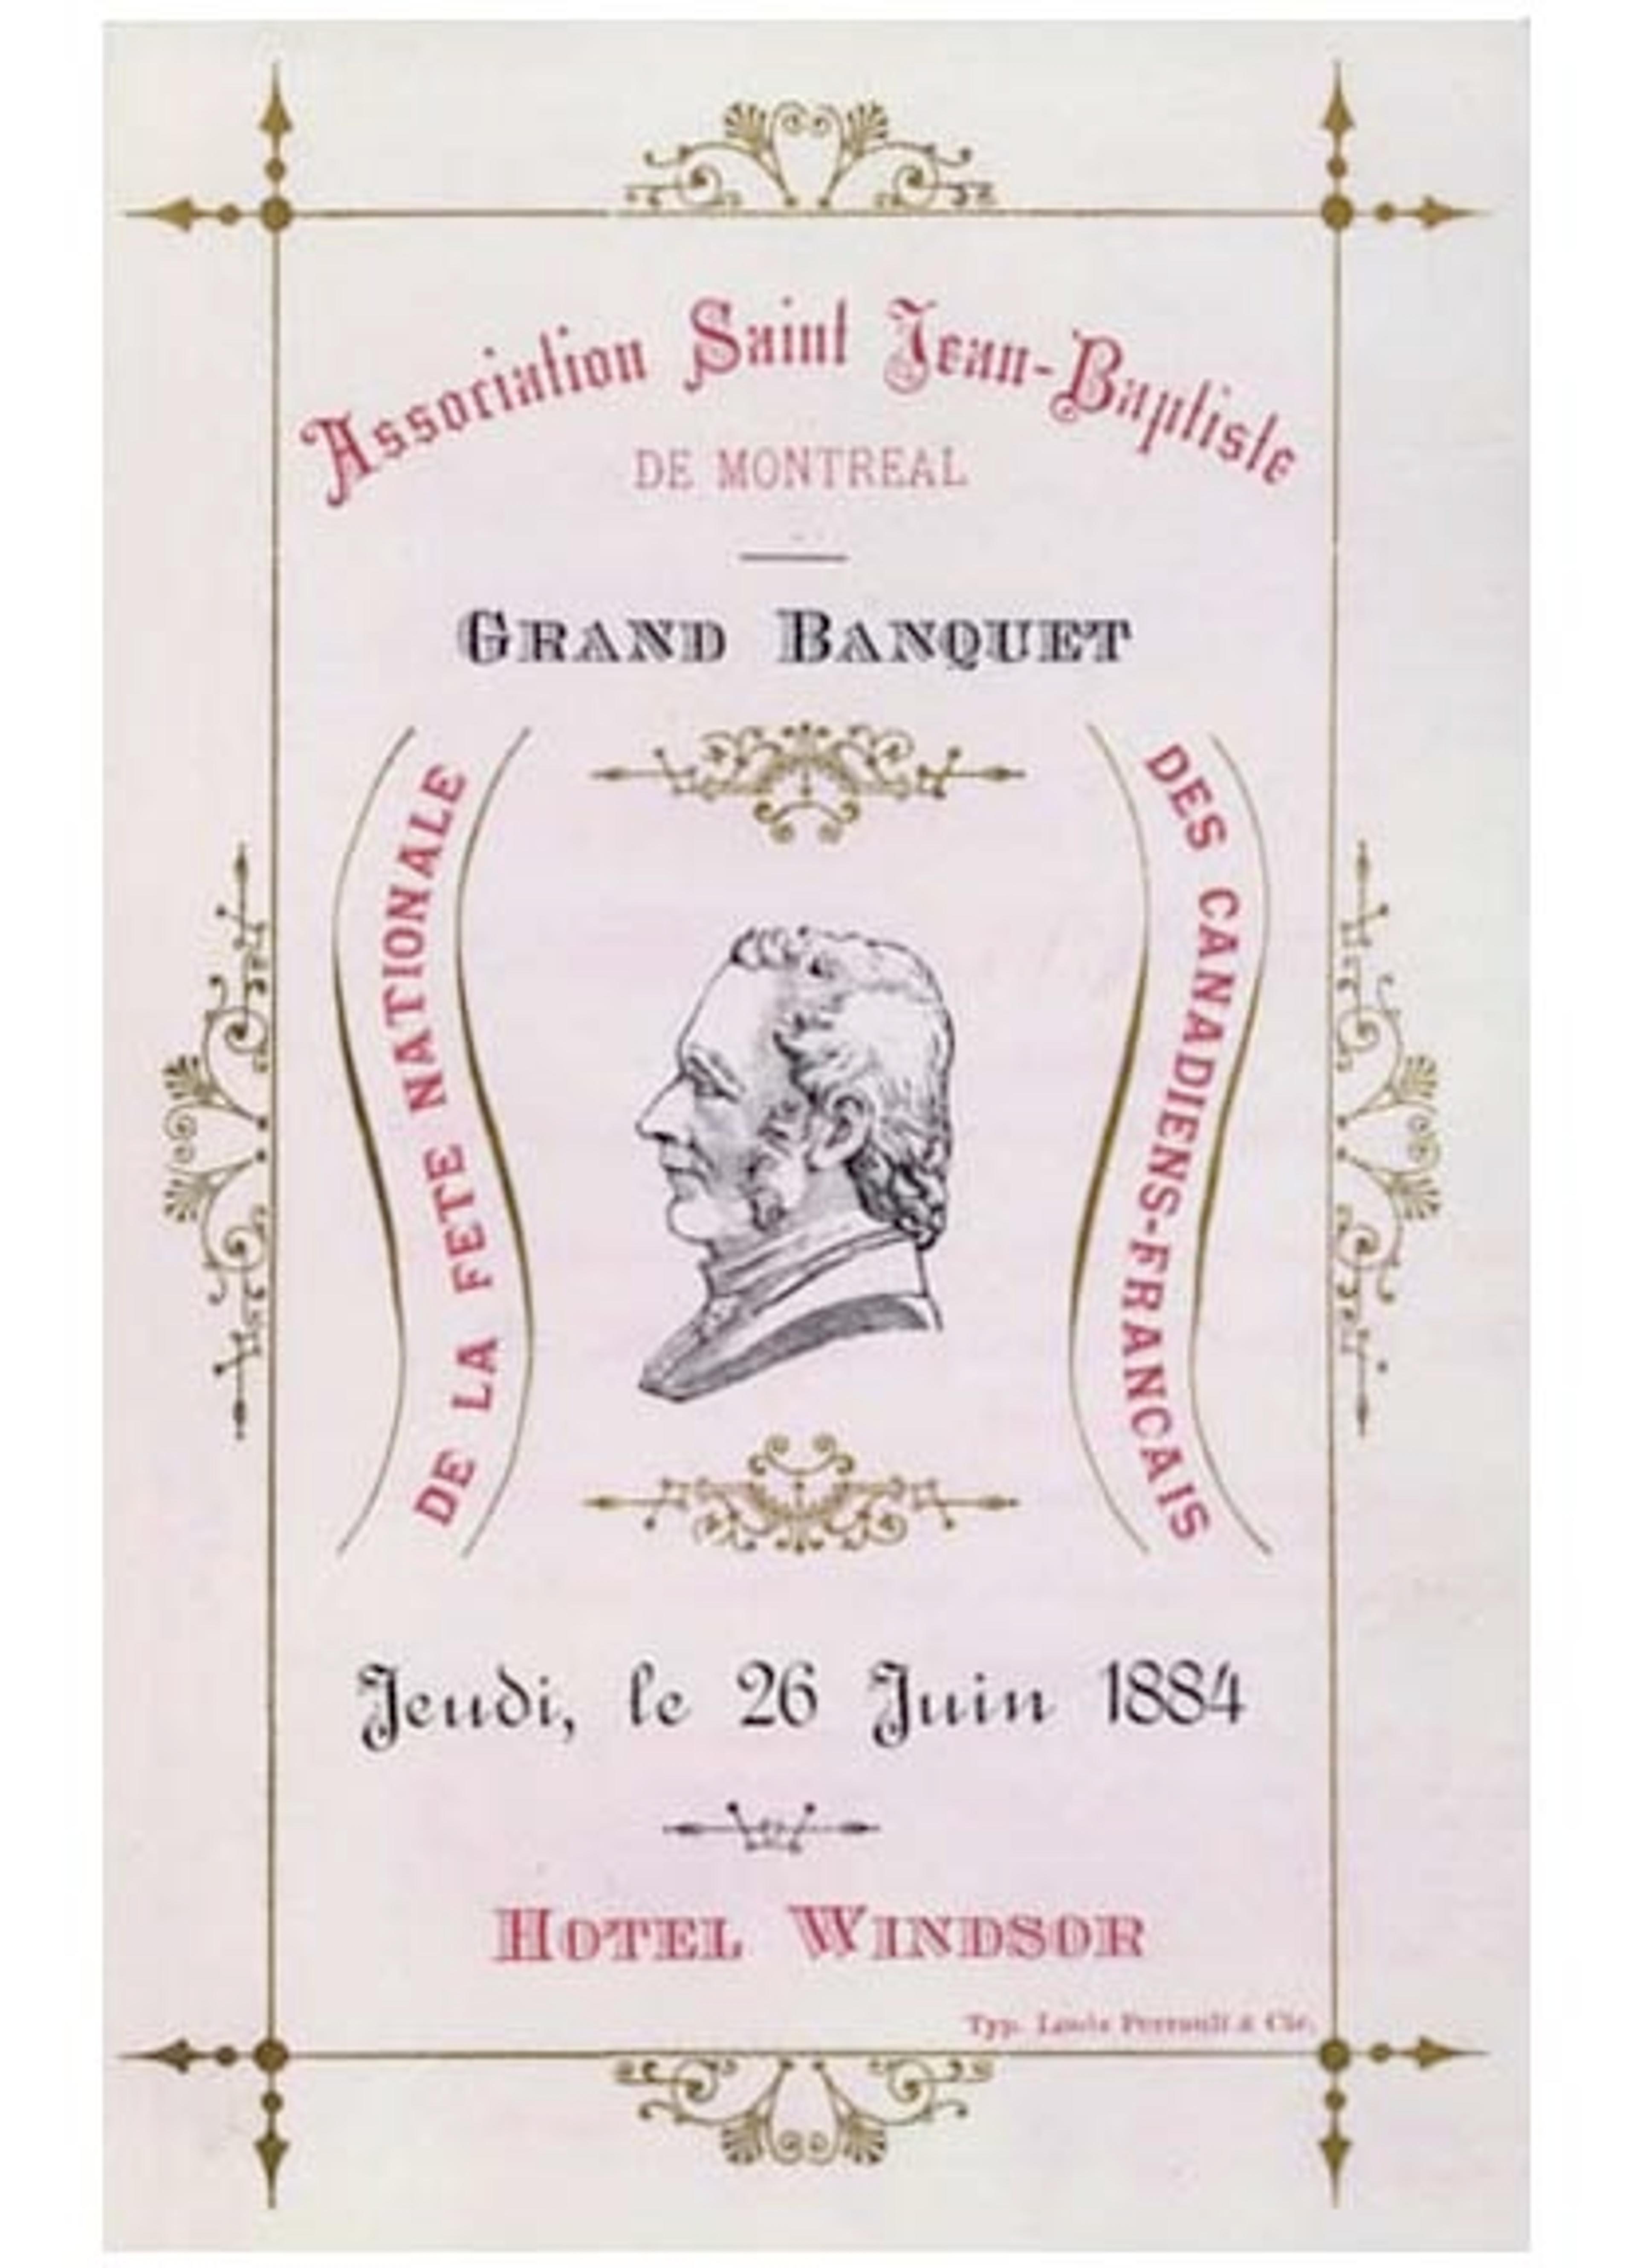 Association Saint Jean-Baptiste
DE MONTREAL
GRAND BANQUET
DE LA FETE NATIONALE
DES CANADIENS-FRANCAIS
Jeudi, le 26 Juin 1884
HOTEL WINDSOR
Typ. Louis Perrault & Cie.